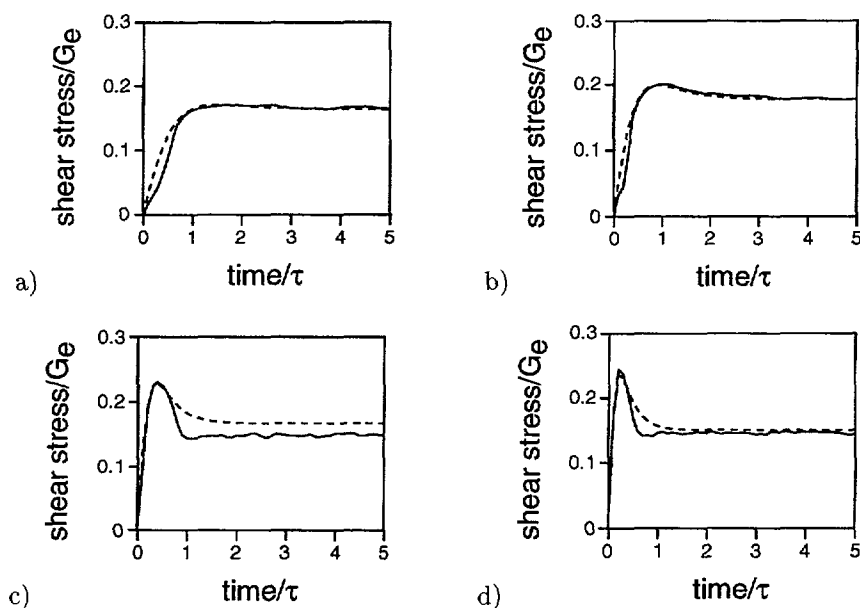 0.3
0.2
0.1
0
0 1 2 3 4 5
shear stress/Ge
time/τ
a)
0.3
0.2
0.1
0
0 1 2 3 4 5
shear stress/Ge
time/τ
b)
0.3
0.2
0.1
0
0 1 2 3 4 5
shear stress/Ge
time/τ
c)
0.3
0.2
0.1
0
0 1 2 3 4 5
shear stress/Ge
time/τ
d)